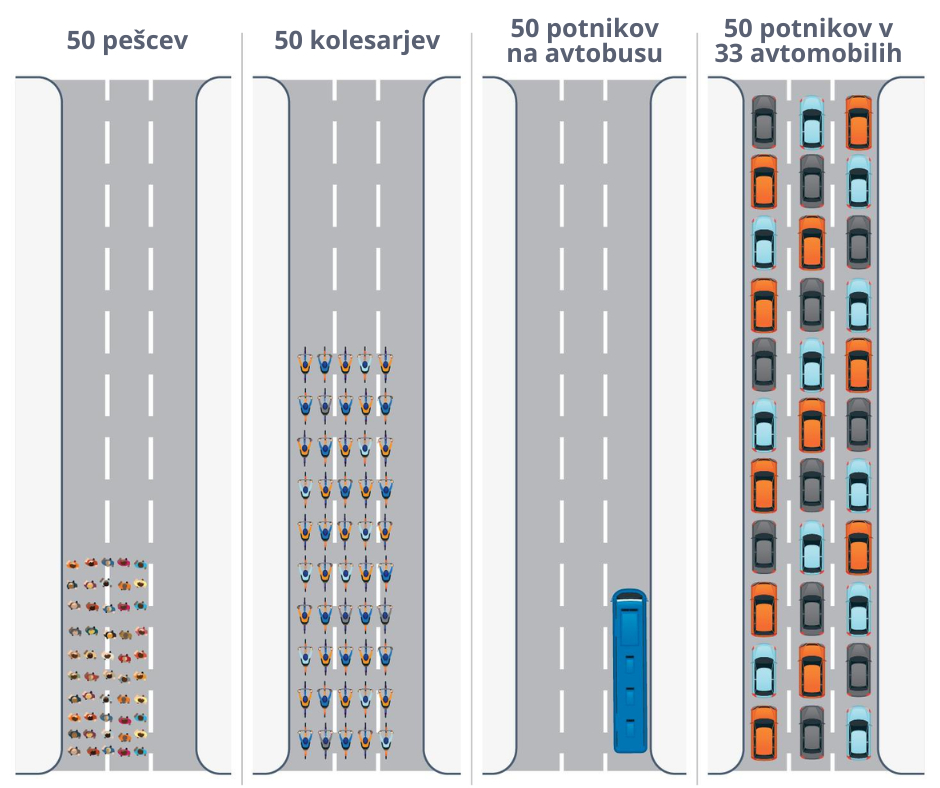 50 pešcev
50 kolesarjev
50 potnikov
na avtobusu
50 potnikov v
33 avtomobilih